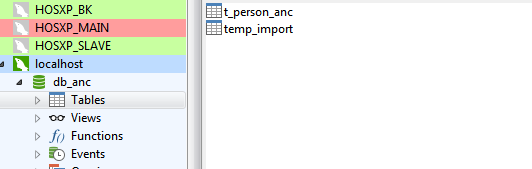 HOSXP_BK
HOSXP_MAIN
HOSXP_SLAVE
localhost
db_anc
Tables
Views
f() Functions
Events
t_person_anc
temp_import